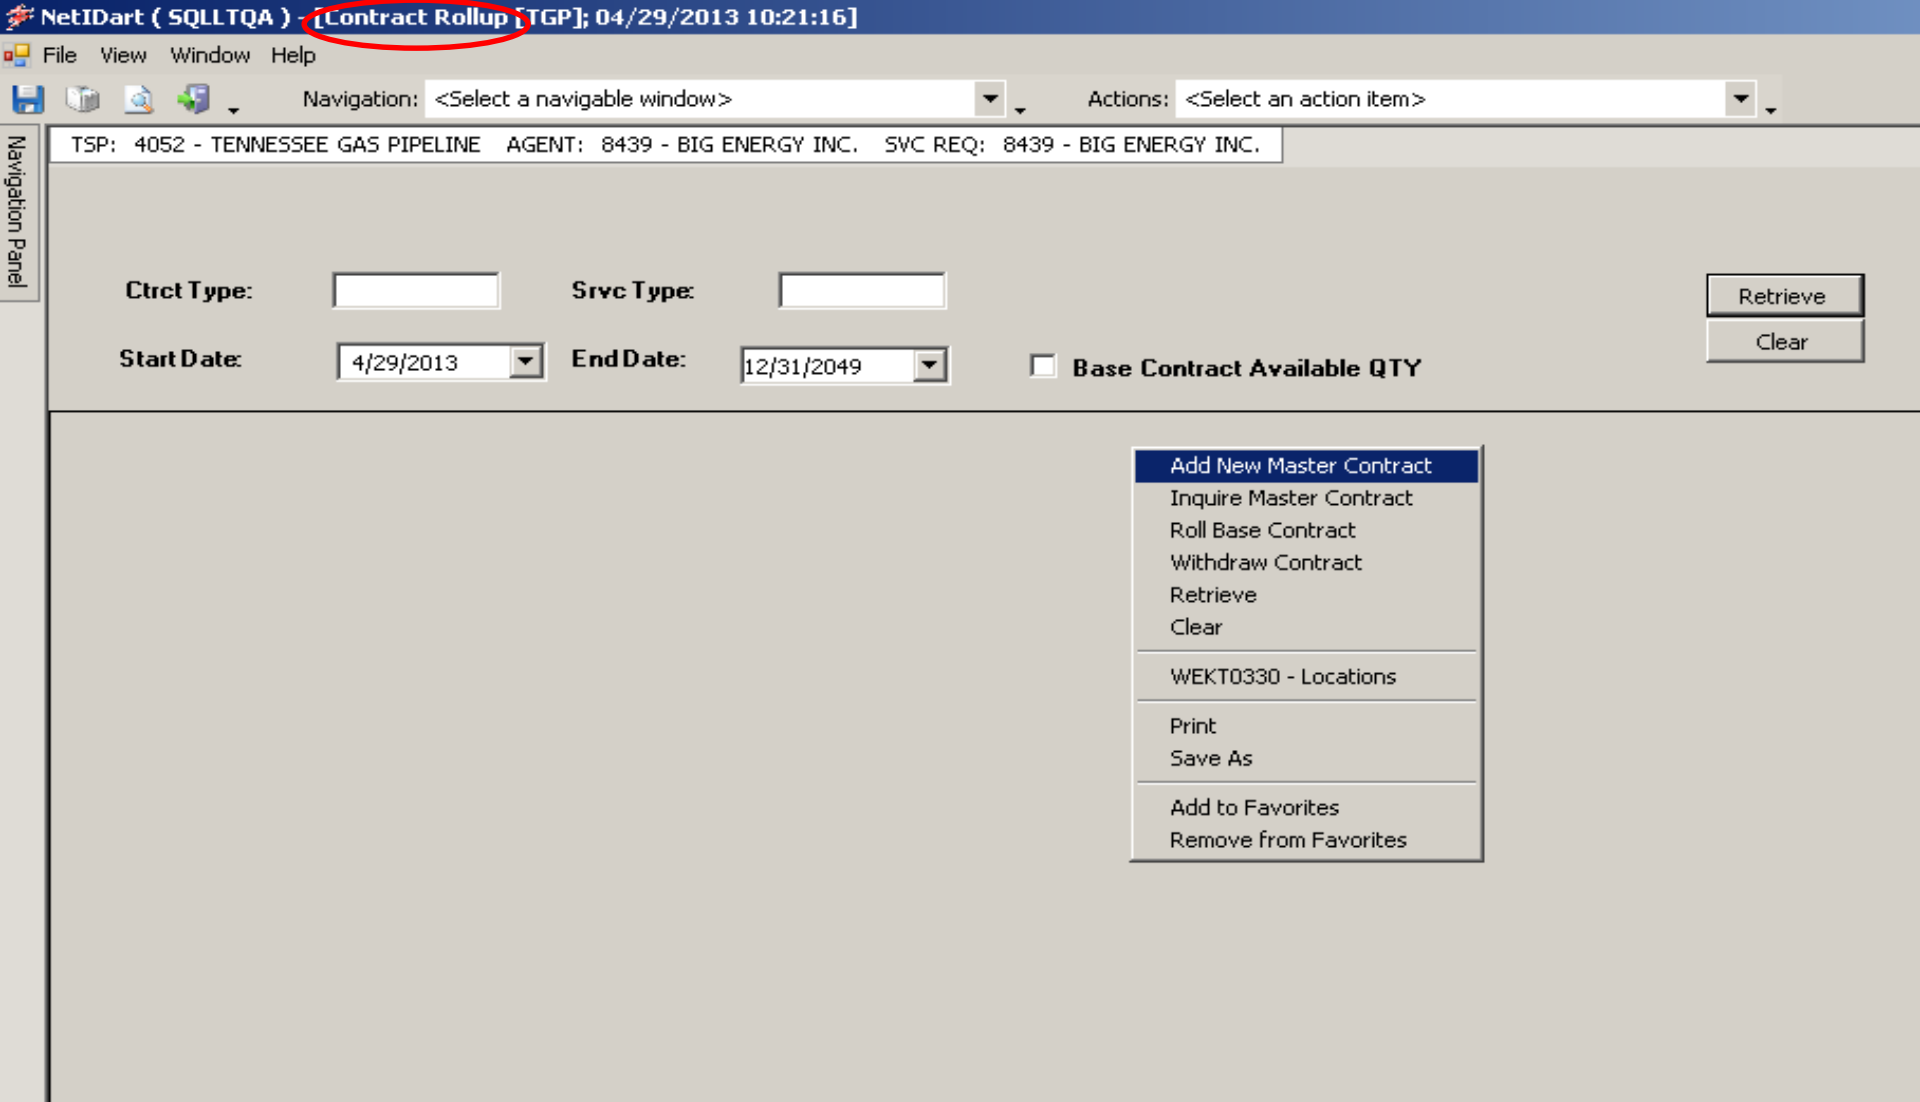 NetIDart ( SQLLTQA ) - [Contract Rollup [TGP]; 04/29/2013 10:21:16]
File View Window Help
Navigation: <Select a navigable window> Actions: <Select an action item>
Navigation Panel
TSP: 4052 - TENNESSEE GAS PIPELINE AGENT: 8439 - BIG ENERGY INC. SVC REQ: 8439 - BIG ENERGY INC.
Ctrct Type: Srvc Type: Retrieve
Clear
Start Date: 4/29/2013 End Date: 12/31/2049 Base Contract Available QTY
Add New Master Contract
Inquire Master Contract
Roll Base Contract
Withdraw Contract
Retrieve
Clear
WEKT0330 - Locations
Print
Save As
Add to Favorites
Remove from Favorites